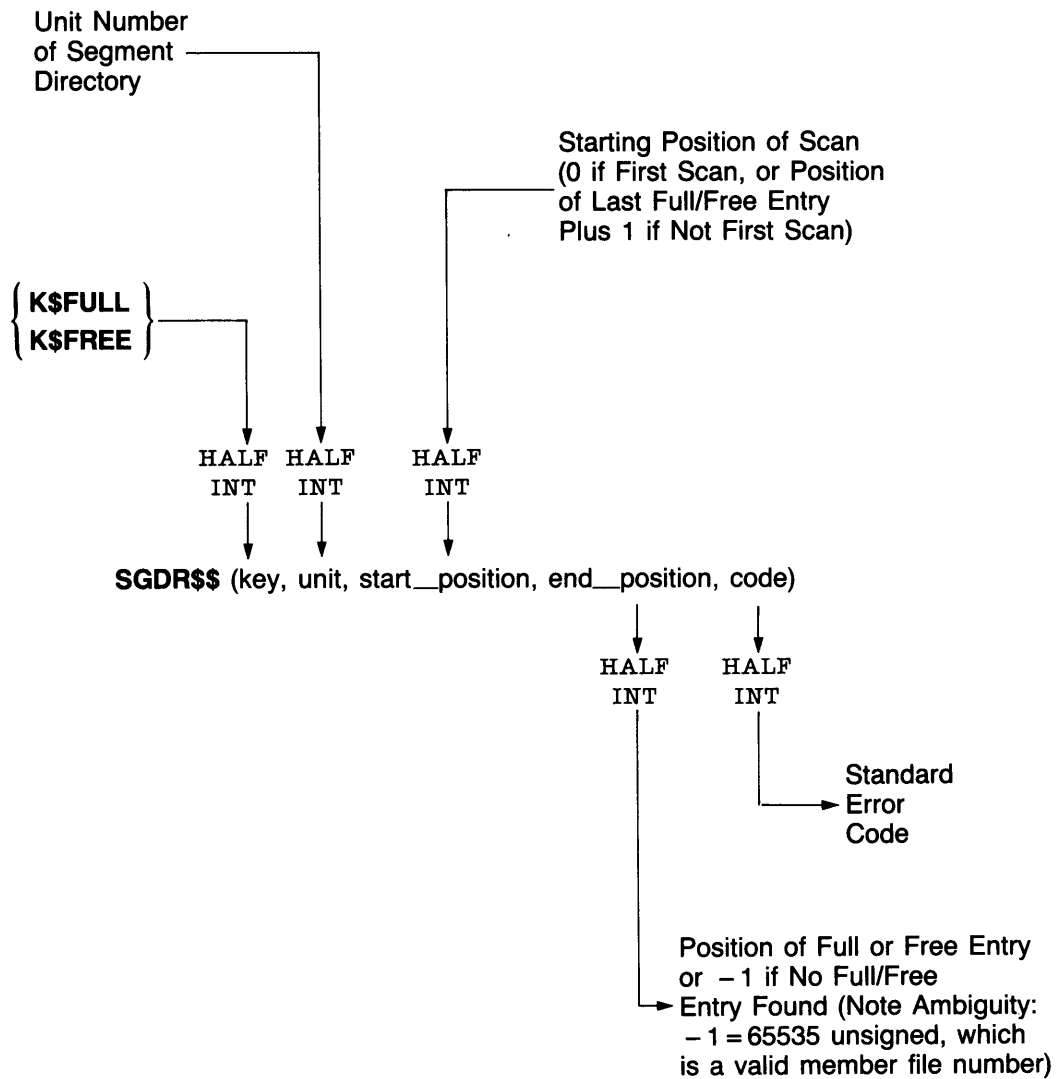 Unit Number
of Segment
Directory
Starting Position of Scan
(0 if First Scan, or Position
of Last Full/Free Entry
Plus 1 if Not First Scan)
{ K$FULL }
{ K$FREE }
HALF HALF HALF
INT INT INT
SGDR$$ (key, unit, start__position, end__position, code)
HALF HALF
INT INT
Standard
Error
Code
Position of Full or Free Entry
or −1 if No Full/Free
Entry Found (Note Ambiguity:
−1 = 65535 unsigned, which
is a valid member file number)